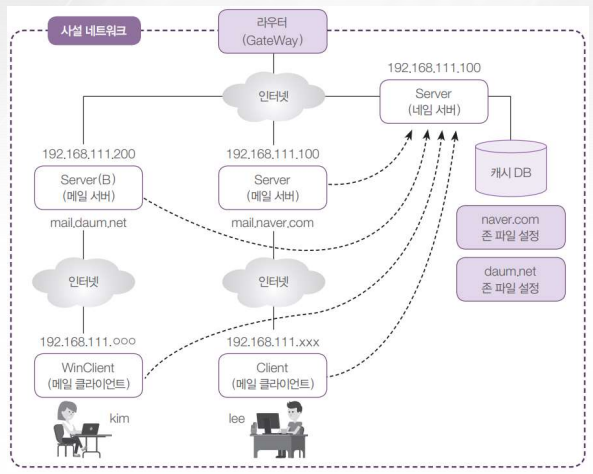 사설 네트워크
라우터
(GateWay)
인터넷
192.168.111.100
Server
(네임 서버)
192.168.111.200
Server(B)
(메일 서버)
mail.daum.net
192.168.111.100
Server
(메일 서버)
mail.naver.com
캐시 DB
naver.com
존 파일 설정
daum.net
존 파일 설정
인터넷
인터넷
192.168.111.○○○
WinClient
(메일 클라이언트)
kim
192.168.111.xxx
Client
(메일 클라이언트)
lee